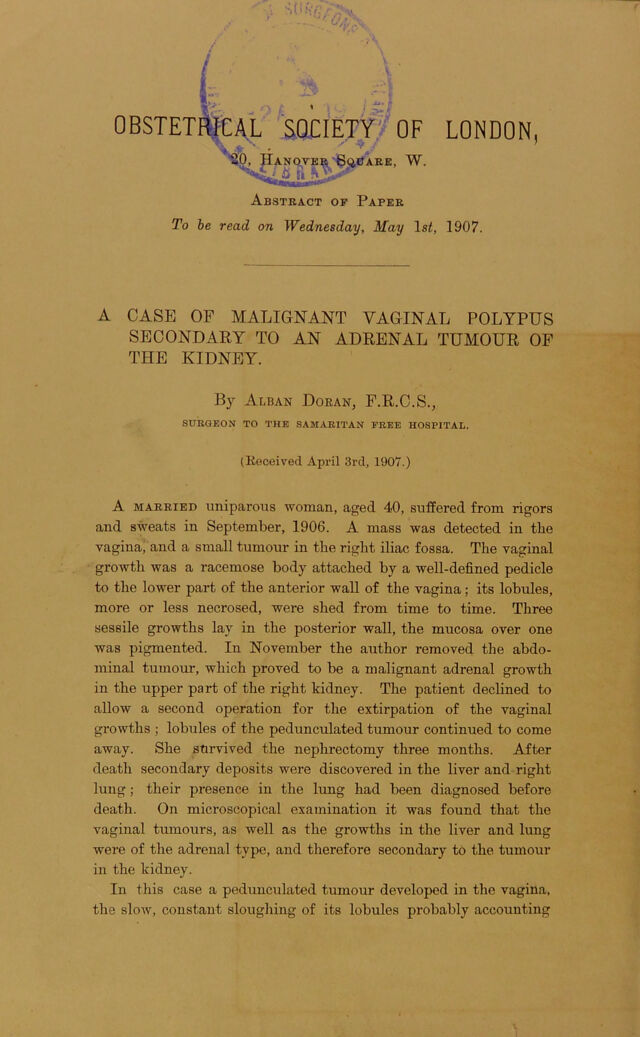 SURGEONS
OBSTETRICAL SOCIETY OF LONDON,
20, HANOVER SQUARE, W.
LIBRARY
ABSTRACT OF PAPER
To be read on Wednesday, May 1st, 1907.
A CASE OF MALIGNANT VAGINAL POLYPUS
SECONDARY TO AN ADRENAL TUMOUR OF
THE KIDNEY.
By ALBAN DORAN, F.R.C.S.,
SURGEON TO THE SAMARITAN FREE HOSPITAL.
(Received April 3rd, 1907.)
A MARRIED uniparous woman, aged 40, suffered from rigors
and sweats in September, 1906. A mass was detected in the
vagina, and a small tumour in the right iliac fossa. The vaginal
growth was a racemose body attached by a well-defined pedicle
to the lower part of the anterior wall of the vagina; its lobules,
more or less necrosed, were shed from time to time. Three
sessile growths lay in the posterior wall, the mucosa over one
was pigmented. In November the author removed the abdo-
minal tumour, which proved to be a malignant adrenal growth
in the upper part of the right kidney. The patient declined to
allow a second operation for the extirpation of the vaginal
growths ; lobules of the pedunculated tumour continued to come
away. She survived the nephrectomy three months. After
death secondary deposits were discovered in the liver and right
lung ; their presence in the lung had been diagnosed before
death. On microscopical examination it was found that the
vaginal tumours, as well as the growths in the liver and lung
were of the adrenal type, and therefore secondary to the tumour
in the kidney.
In this case a pedunculated tumour developed in the vagina,
the slow, constant sloughing of its lobules probably accounting